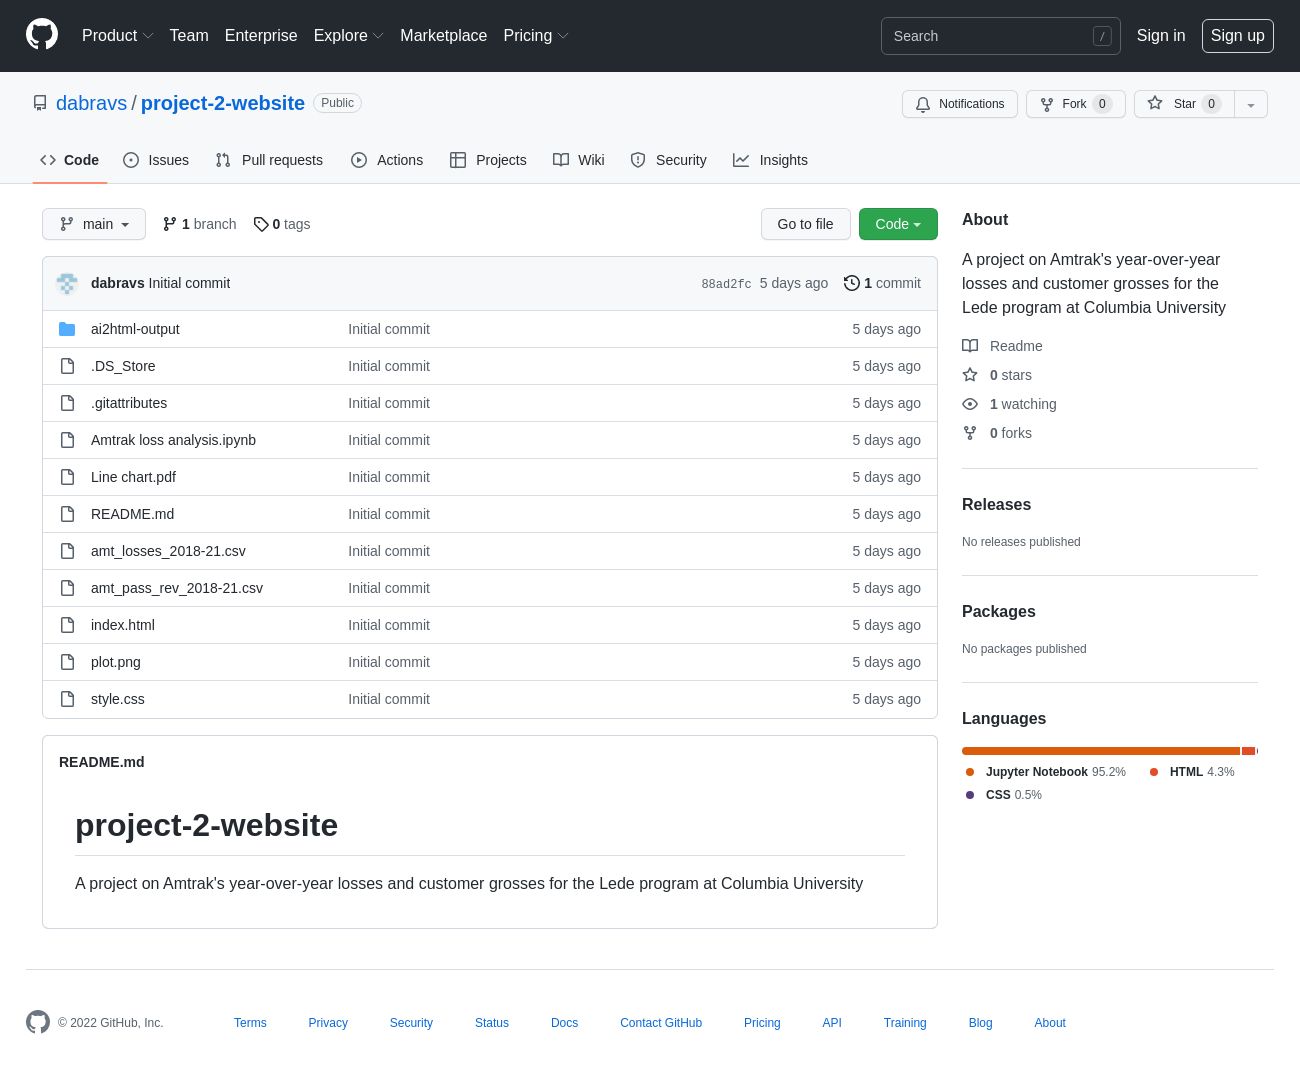 Product Team Enterprise Explore Marketplace Pricing Search / Sign in Sign up
dabravs / project-2-website Public Notifications Fork 0 Star 0
Code Issues Pull requests Actions Projects Wiki Security Insights
main 1 branch 0 tags Go to file Code
dabravs Initial commit 88ad2fc 5 days ago 1 commit
ai2html-output Initial commit 5 days ago
.DS_Store Initial commit 5 days ago
.gitattributes Initial commit 5 days ago
Amtrak loss analysis.ipynb Initial commit 5 days ago
Line chart.pdf Initial commit 5 days ago
README.md Initial commit 5 days ago
amt_losses_2018-21.csv Initial commit 5 days ago
amt_pass_rev_2018-21.csv Initial commit 5 days ago
index.html Initial commit 5 days ago
plot.png Initial commit 5 days ago
style.css Initial commit 5 days ago
README.md
project-2-website
A project on Amtrak's year-over-year losses and customer grosses for the Lede program at Columbia University
About
A project on Amtrak's year-over-year
losses and customer grosses for the
Lede program at Columbia University
Readme
0 stars
1 watching
0 forks
Releases
No releases published
Packages
No packages published
Languages
Jupyter Notebook 95.2% HTML 4.3%
CSS 0.5%
© 2022 GitHub, Inc. Terms Privacy Security Status Docs Contact GitHub Pricing API Training Blog About